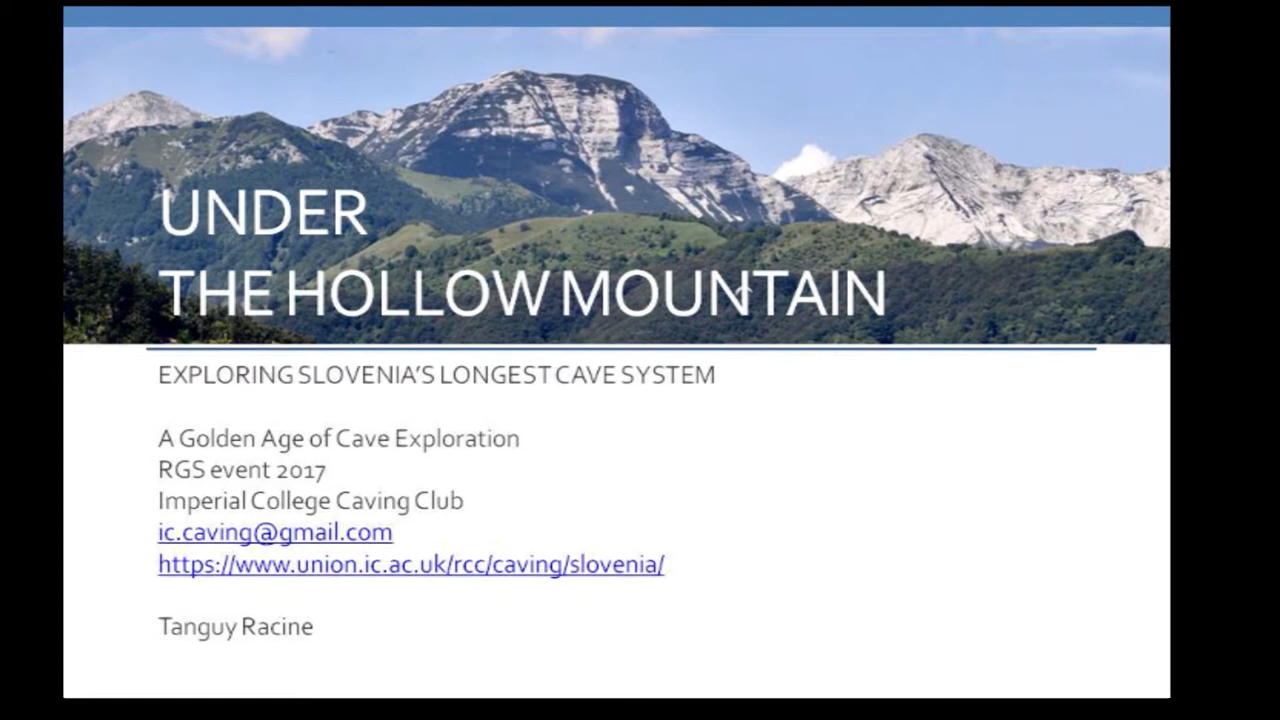 UNDER
THE HOLLOW MOUNTAIN
EXPLORING SLOVENIA'S LONGEST CAVE SYSTEM
A Golden Age of Cave Exploration
RGS event 2017
Imperial College Caving Club
ic.caving@gmail.com
https://www.union.ic.ac.uk/rcc/caving/slovenia/
Tanguy Racine